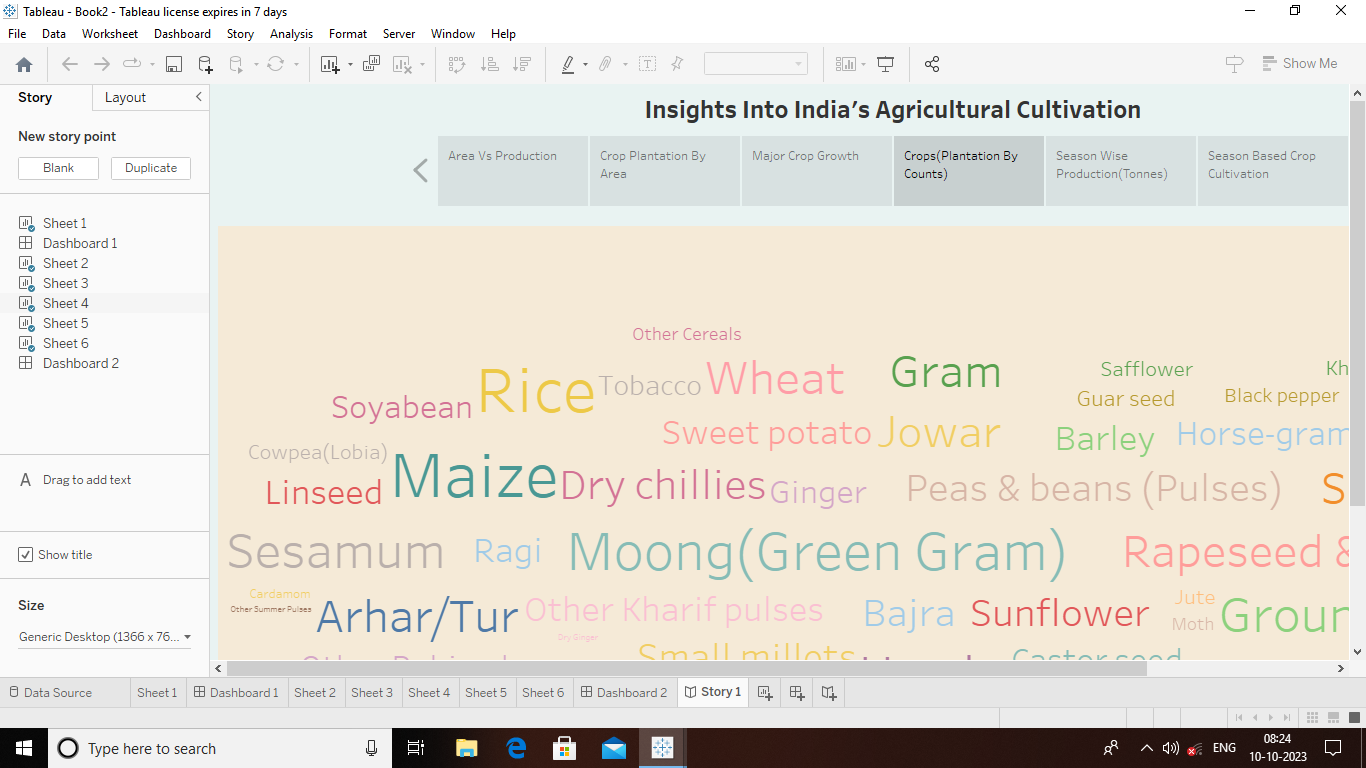 Tableau - Book2 - Tableau license expires in 7 days
File Data Worksheet Dashboard Story Analysis Format Server Window Help
Show Me
Story Layout
New story point
Blank Duplicate
Sheet 1
Dashboard 1
Sheet 2
Sheet 3
Sheet 4
Sheet 5
Sheet 6
Dashboard 2
A Drag to add text
Show title
Size
Generic Desktop (1366 x 76...
Insights Into India's Agricultural Cultivation
Area Vs Production
Crop Plantation By
Area
Major Crop Growth
Crops(Plantation By
Counts)
Season Wise
Production(Tonnes)
Season Based Crop
Cultivation
Other Cereals
Rice Tobacco Wheat Gram Safflower Kh
Soyabean Guar seed Black pepper
Sweet potato Jowar Barley Horse-gram
Cowpea(Lobia)
Linseed Maize Dry chillies Ginger Peas & beans (Pulses) S
Sesamum Ragi Moong(Green Gram) Rapeseed &
Cardamom
Other Summer Pulses
Arhar/Tur Other Kharif pulses Bajra Sunflower Jute
Moth Groun
Dry Ginger
Small millets Castor seed
Data Source Sheet 1 Dashboard 1 Sheet 2 Sheet 3 Sheet 4 Sheet 5 Sheet 6 Dashboard 2 Story 1
Type here to search
ENG
08:24
10-10-2023